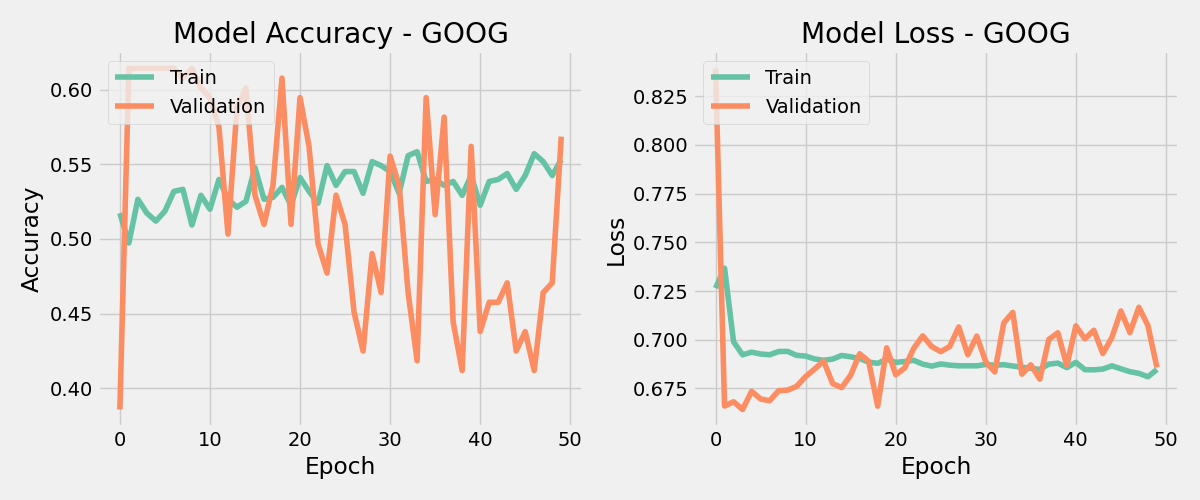 Model Accuracy - GOOG
Train
Validation
0.60
0.55
0.50
0.45
0.40
Accuracy
0
10
20
30
40
50
Epoch
Model Loss - GOOG
Train
Validation
0.825
0.800
0.775
0.750
0.725
0.700
0.675
Loss
0
10
20
30
40
50
Epoch